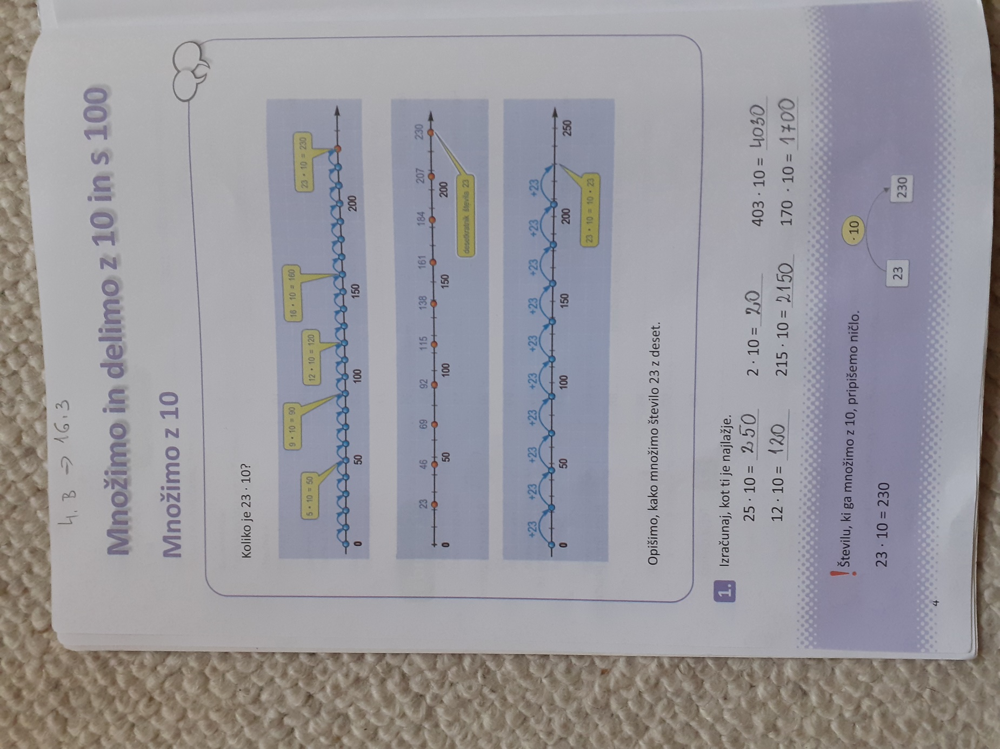 4. B → 16.3
Množimo in delimo z 10 in s 100
Množimo z 10
Koliko je 23 · 10?
5 · 10 = 50
9 · 10 = 90
12 · 10 = 120
16 · 10 = 160
23 · 10 = 230
0 50 100 150 200
23 46 69 92 115 138 161 184 207 230
0 50 100 150 200
desetkratnik števila 23
+23 +23 +23 +23 +23 +23 +23 +23 +23 +23
0 50 100 150 200 250
23 · 10 = 10 · 23
Opišimo, kako množimo število 23 z deset.
1. Izračunaj, kot ti je najlažje.
25 · 10 = 250 2 · 10 = 20 403 · 10 = 4030
12 · 10 = 120 215 · 10 = 2150 170 · 10 = 1700
! Številu, ki ga množimo z 10, pripišemo ničlo.
· 10
23 · 10 = 230
23 230
4